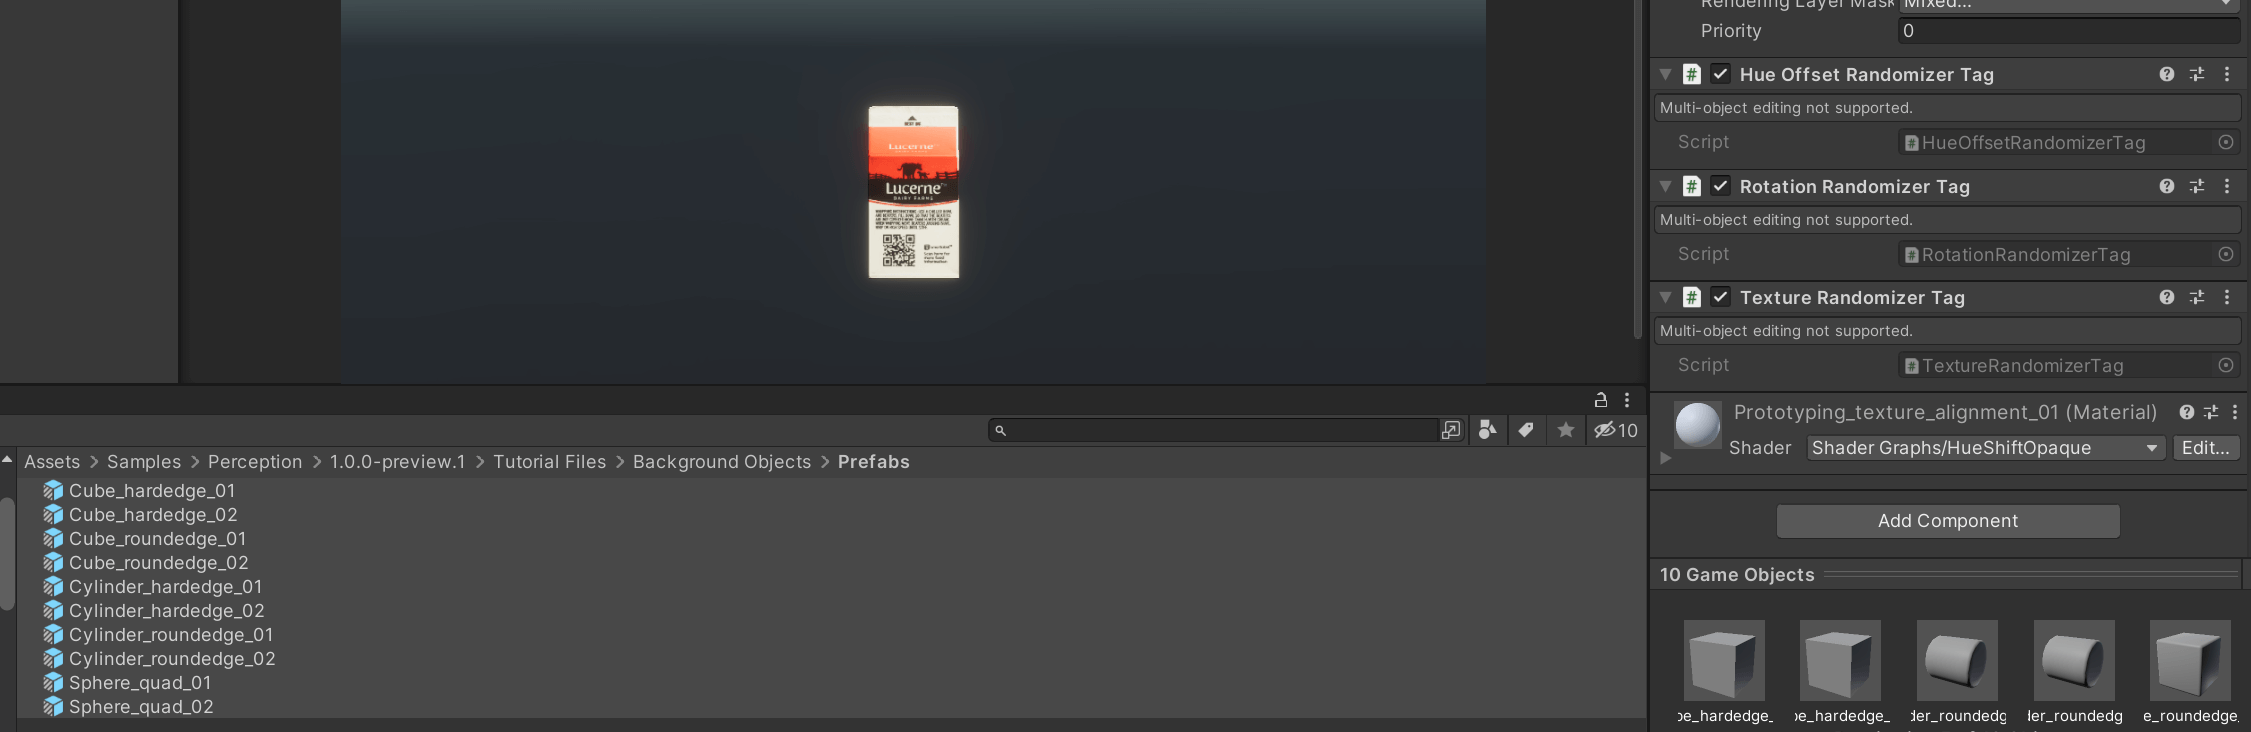 Rendering Layer Mask Mixed...
Priority 0
Hue Offset Randomizer Tag
Multi-object editing not supported.
Script HueOffsetRandomizerTag
Rotation Randomizer Tag
Multi-object editing not supported.
Script RotationRandomizerTag
Texture Randomizer Tag
Multi-object editing not supported.
Script TextureRandomizerTag
Prototyping_texture_alignment_01 (Material)
Shader Shader Graphs/HueShiftOpaque Edit...
Add Component
10 Game Objects
be_hardedge_ be_hardedge_ der_roundedg ler_roundedg e_roundedge
Lucerne
Lucerne
DAIRY FARMS
10
Assets > Samples > Perception > 1.0.0-preview.1 > Tutorial Files > Background Objects > Prefabs
Cube_hardedge_01
Cube_hardedge_02
Cube_roundedge_01
Cube_roundedge_02
Cylinder_hardedge_01
Cylinder_hardedge_02
Cylinder_roundedge_01
Cylinder_roundedge_02
Sphere_quad_01
Sphere_quad_02